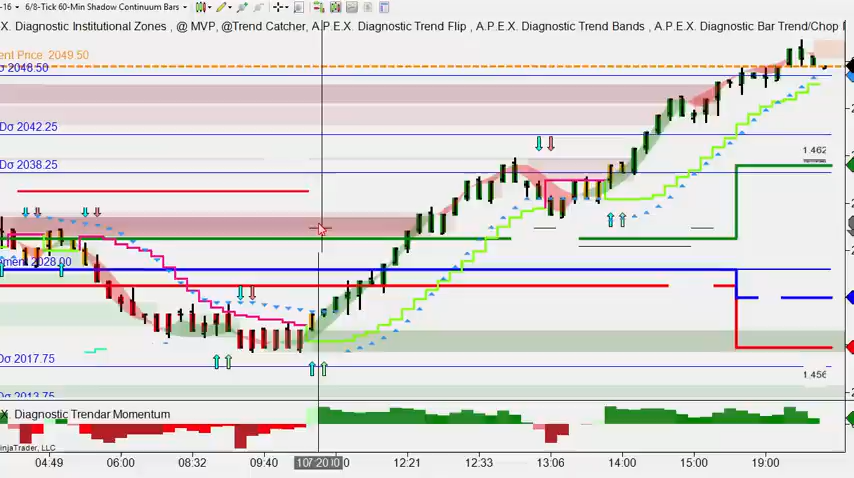 -16 6/8-Tick 60-Min Shadow Continuum Bars
X. Diagnostic Institutional Zones , @ MVP, @Trend Catcher, A.P.E.X. Diagnostic Trend Flip , A.P.E.X. Diagnostic Trend Bands , A.P.E.X. Diagnostic Bar Trend/Chop
ent Price: 2049.50
Dσ 2048.50
Dσ 2042.25
1.462
Dσ 2038.25
ment 2028.00
Dσ 2017.75
1.456
Dσ 2013.75
X. Diagnostic Trendar Momentum
injaTrader, LLC
04:49 06:00 08:32 09:40 12:21 12:33 13:06 14:00 15:00 19:00